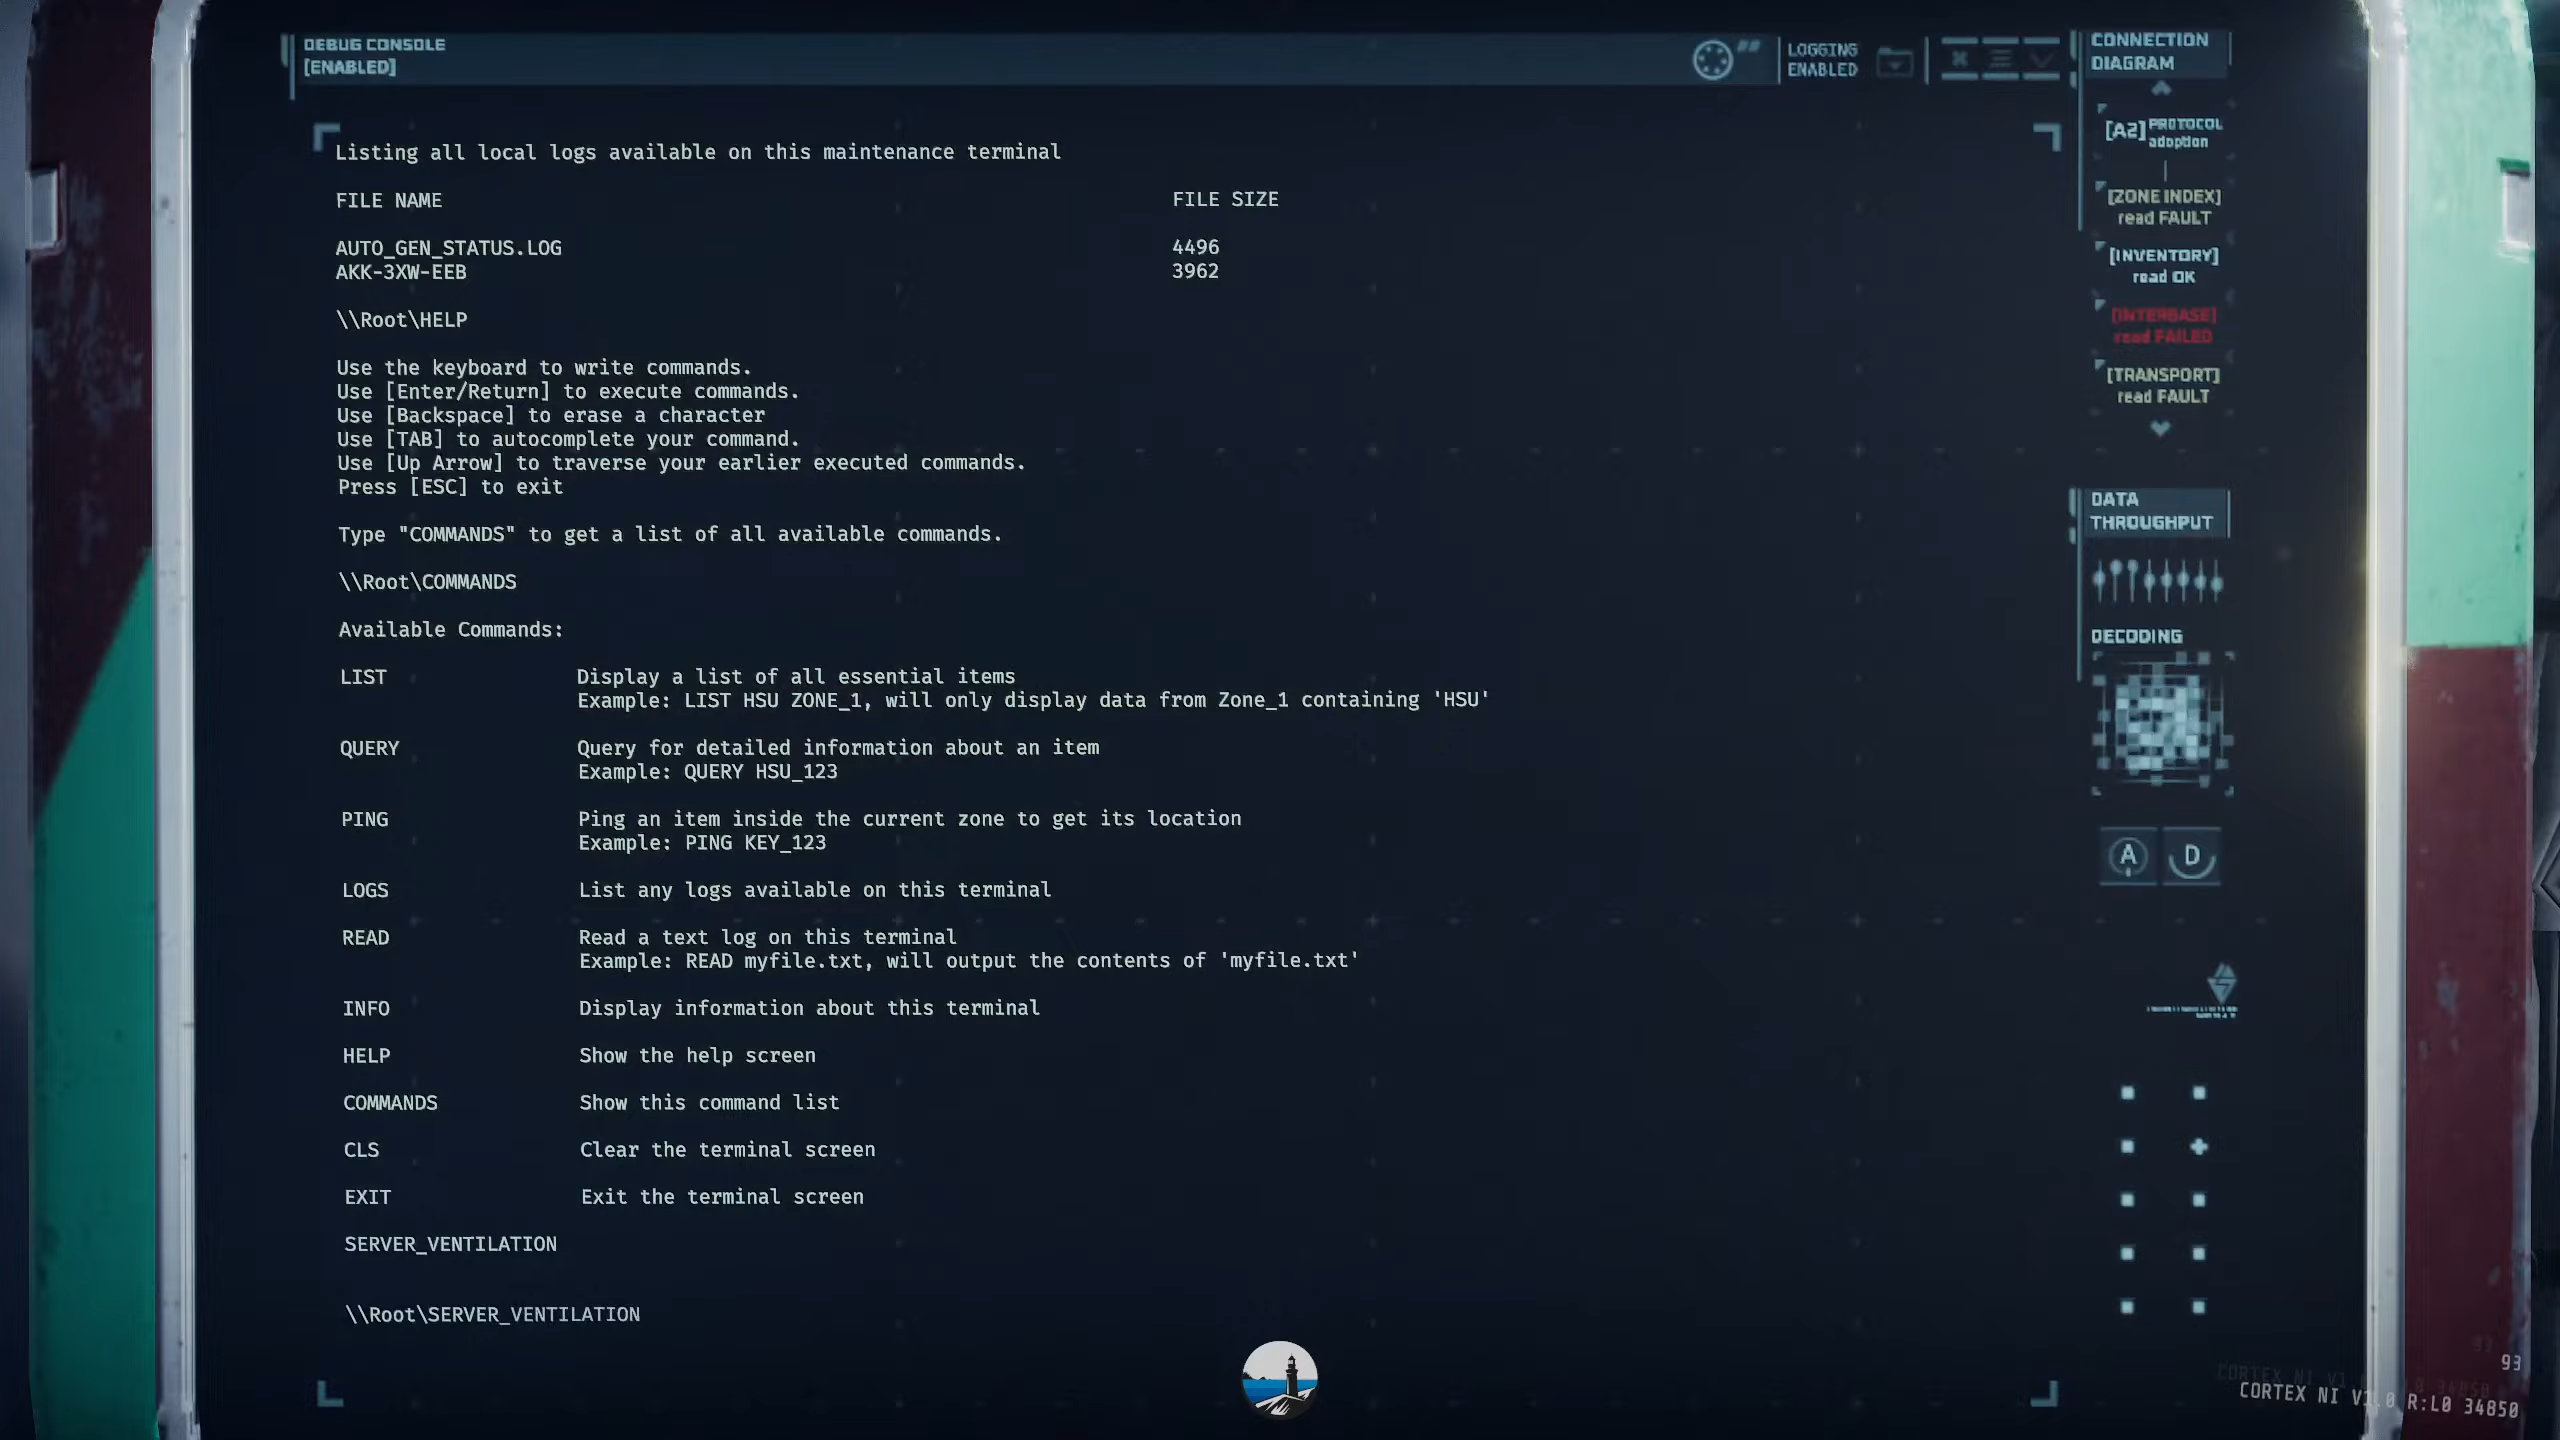 DEBUG CONSOLE
[ENABLED]
LOGGING
ENABLED
Listing all local logs available on this maintenance terminal
FILE NAME FILE SIZE
AUTO_GEN_STATUS.LOG 4496
AKK-3XW-EEB 3962
\\Root\HELP
Use the keyboard to write commands.
Use [Enter/Return] to execute commands.
Use [Backspace] to erase a character
Use [TAB] to autocomplete your command.
Use [Up Arrow] to traverse your earlier executed commands.
Press [ESC] to exit
Type "COMMANDS" to get a list of all available commands.
\\Root\COMMANDS
Available Commands:
LIST Display a list of all essential items
Example: LIST HSU ZONE_1, will only display data from Zone_1 containing 'HSU'
QUERY Query for detailed information about an item
Example: QUERY HSU_123
PING Ping an item inside the current zone to get its location
Example: PING KEY_123
LOGS List any logs available on this terminal
READ Read a text log on this terminal
Example: READ myfile.txt, will output the contents of 'myfile.txt'
INFO Display information about this terminal
HELP Show the help screen
COMMANDS Show this command list
CLS Clear the terminal screen
EXIT Exit the terminal screen
SERVER_VENTILATION
\\Root\SERVER_VENTILATION
CONNECTION
DIAGRAM
[A2] PROTOCOL
adoption
[ZONE INDEX]
read FAULT
[INVENTORY]
read OK
[INTERBASE]
read FAILED
[TRANSPORT]
read FAULT
DATA
THROUGHPUT
DECODING
A D
93
CORTEX NI V1.0 R:L0 34850